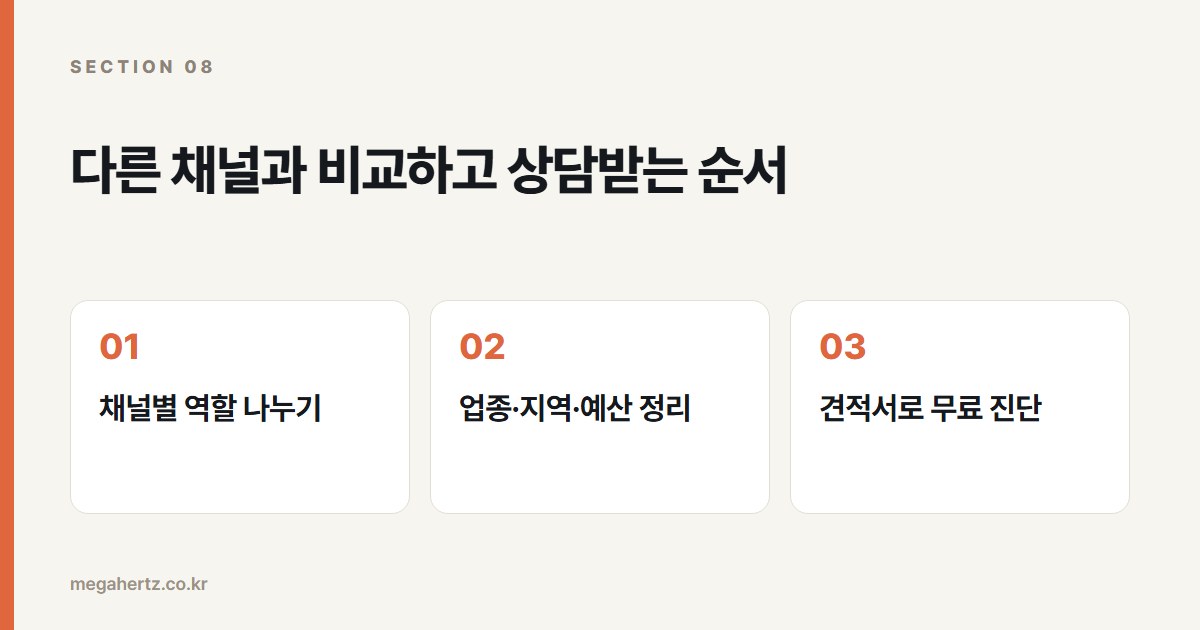 SECTION 08
다른 채널과 비교하고 상담받는 순서
01
채널별 역할 나누기
02
업종·지역·예산 정리
03
견적서로 무료 진단
megahertz.co.kr